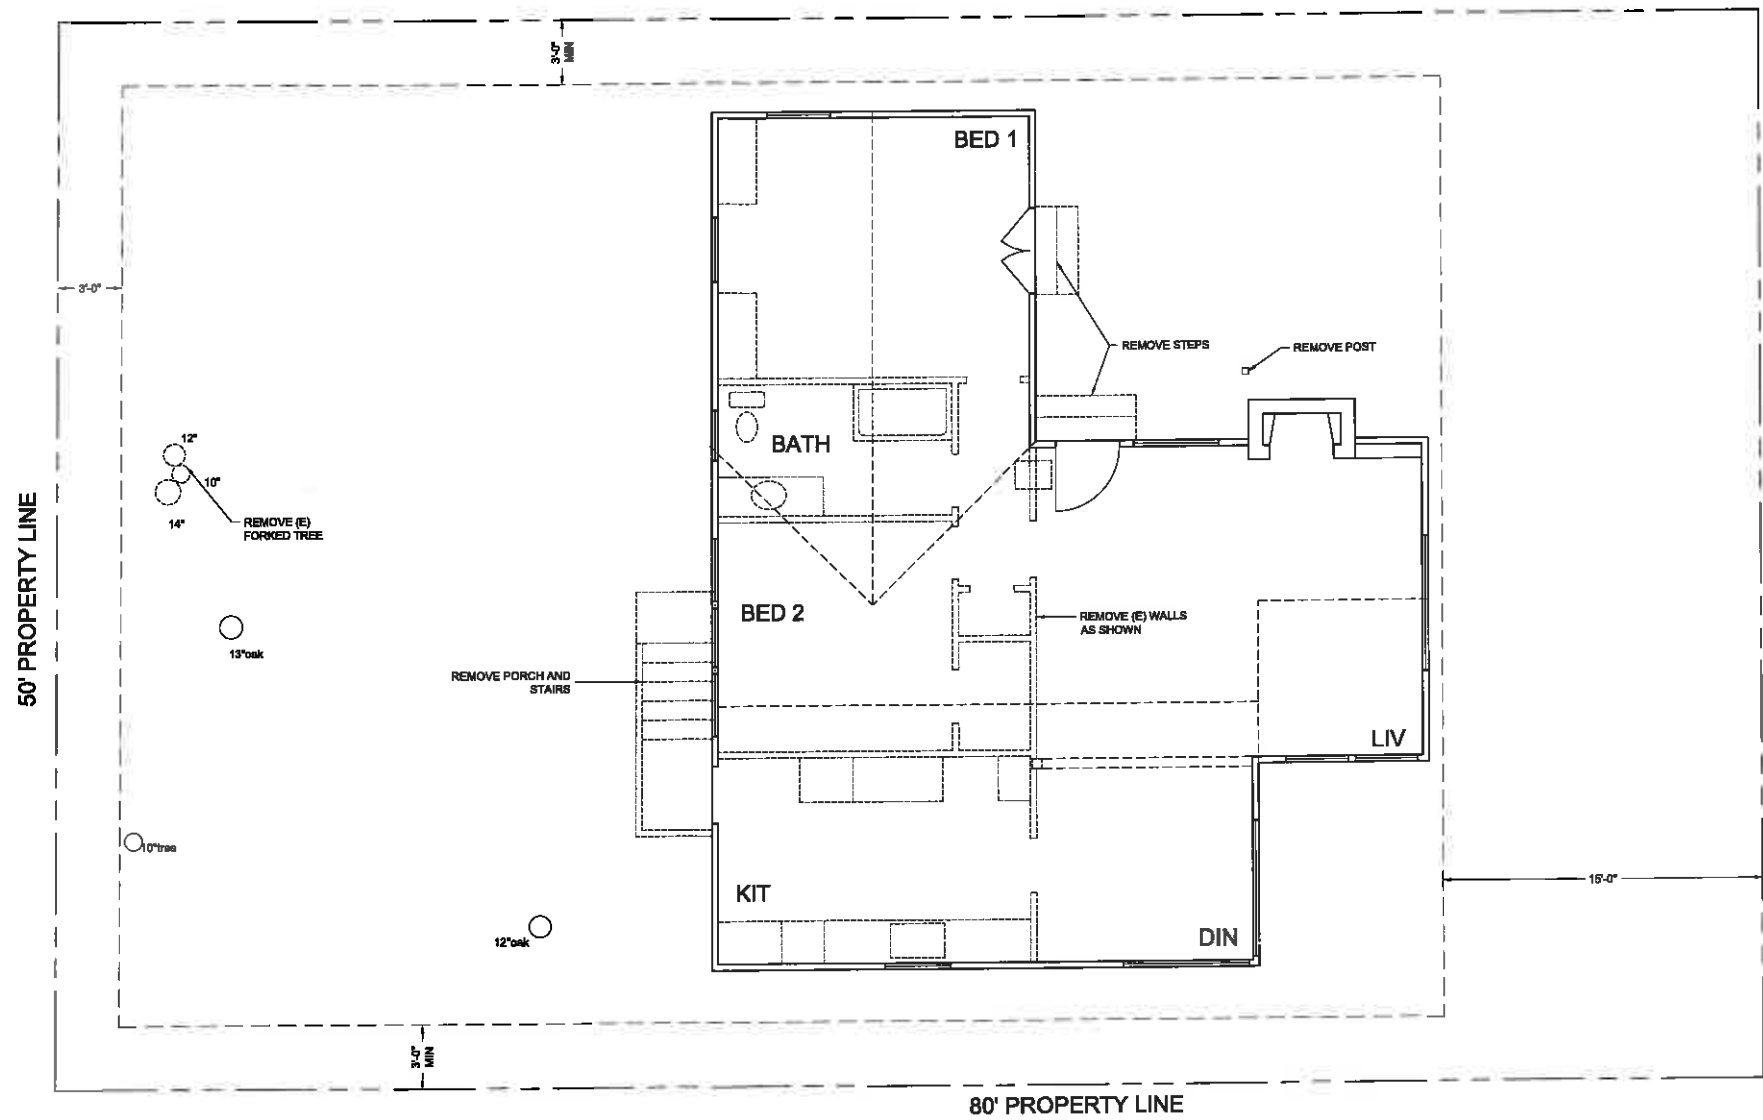 3'-0"
MIN
BED 1
3'-0"
REMOVE STEPS
REMOVE POST
12"
10"
14"
REMOVE (E)
FORKED TREE
BATH
50' PROPERTY LINE
BED 2
REMOVE (E) WALLS
AS SHOWN
13"oak
REMOVE PORCH AND
STAIRS
LIV
10"tree
KIT
15'-0"
12"oak
DIN
3'-0"
MIN
80' PROPERTY LINE